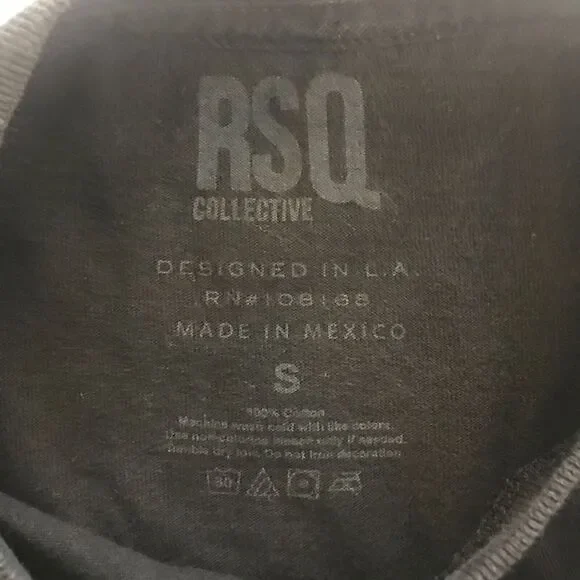 RSQ
COLLECTIVE
DESIGNED IN L.A.
RN#108168
MADE IN MEXICO
S
100% Cotton
Machine wash cold with like colors.
Use non-chlorine bleach only if needed.
Tumble dry low. Do not iron decoration
30